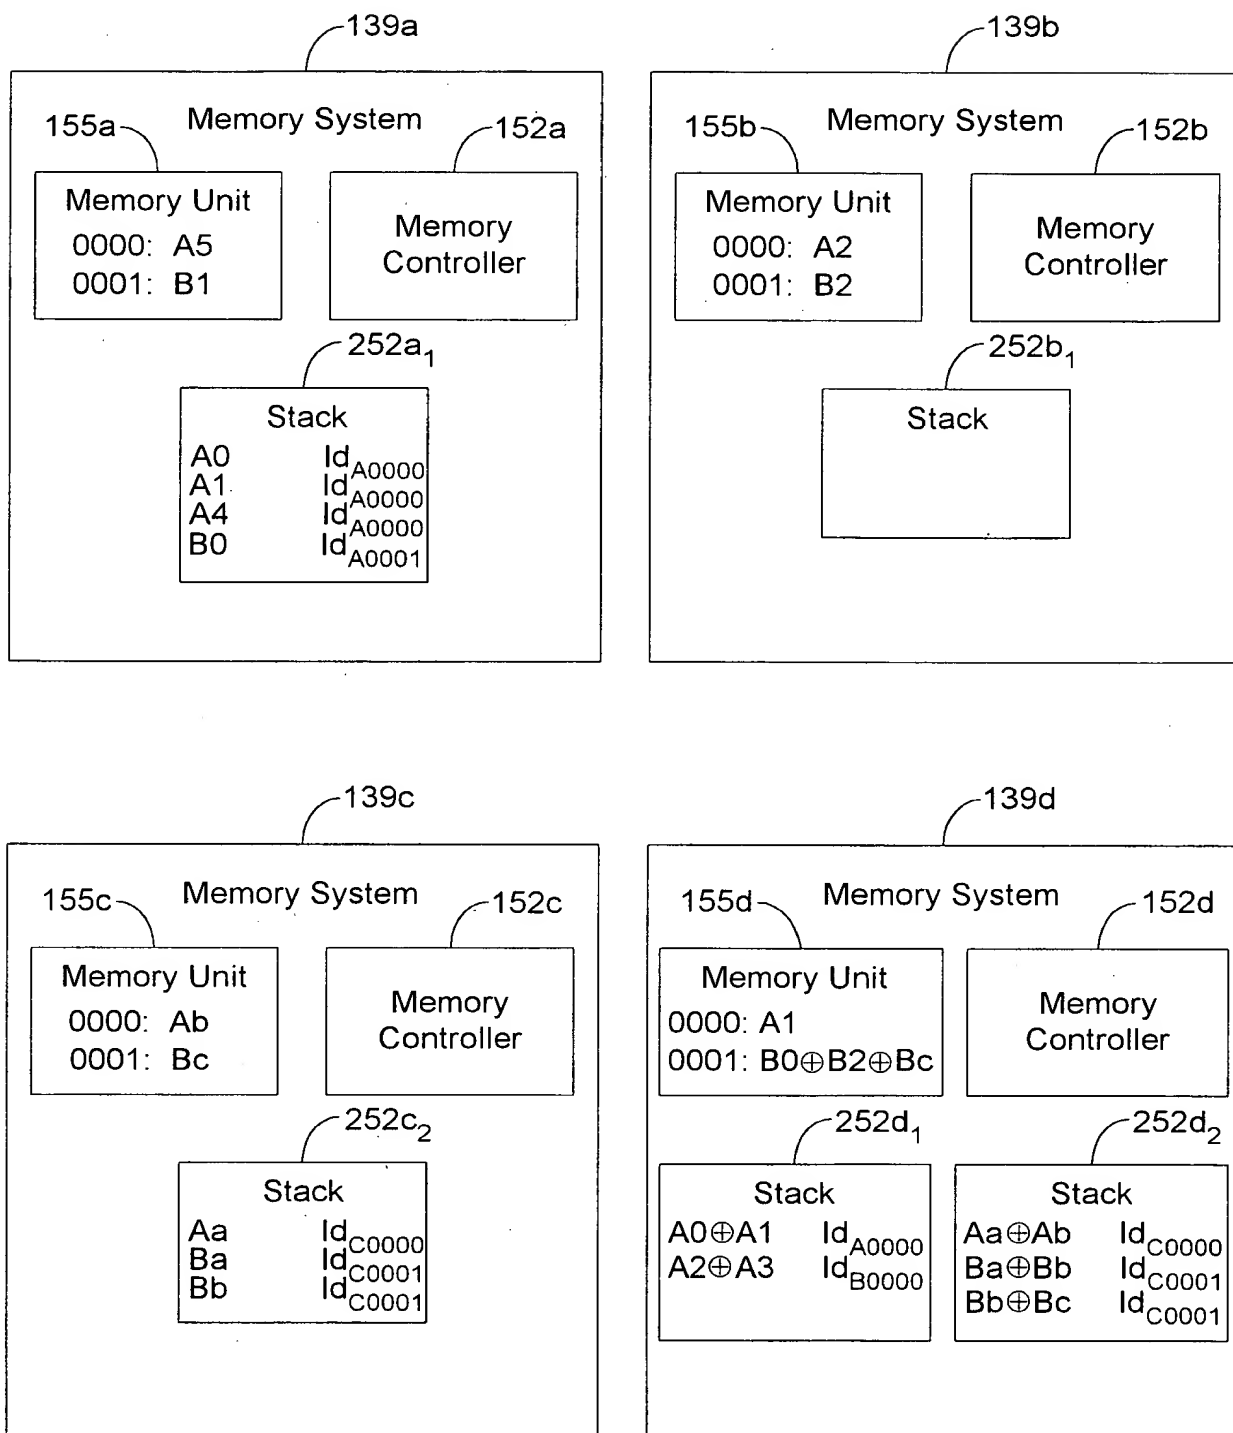 139a
Memory System
155a
152a
Memory Unit
0000: A5
0001: B1
Memory
Controller
252a1
Stack
A0 IdA0000
A1 IdA0000
A4 IdA0000
B0 IdA0001
139b
Memory System
155b
152b
Memory Unit
0000: A2
0001: B2
Memory
Controller
252b1
Stack
139c
Memory System
155c
152c
Memory Unit
0000: Ab
0001: Bc
Memory
Controller
252c2
Stack
Aa IdC0000
Ba IdC0001
Bb IdC0001
139d
Memory System
155d
152d
Memory Unit
0000: A1
0001: B0⊕B2⊕Bc
Memory
Controller
252d1
Stack
A0⊕A1 IdA0000
A2⊕A3 IdB0000
252d2
Stack
Aa⊕Ab IdC0000
Ba⊕Bb IdC0001
Bb⊕Bc IdC0001